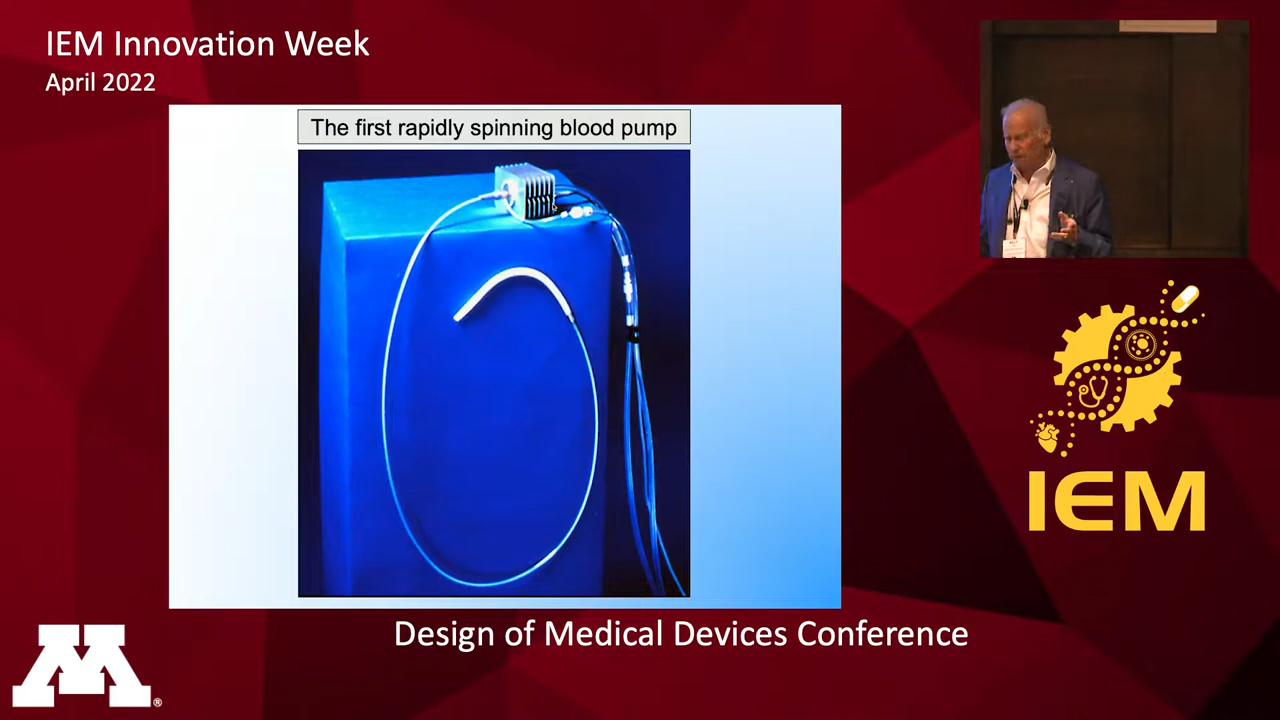 IEM Innovation Week
April 2022
The first rapidly spinning blood pump
IEM
Design of Medical Devices Conference
M
®